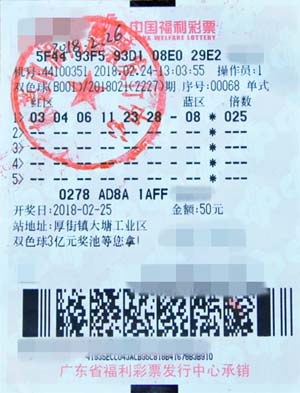 中国福利彩票
CHINA WELFARE LOTTERY
5F44 93F5 93D1 08E0 29E2
2018.2.26
机号:44100351 2018-02-24-13:03:55 操作员:1
双色球(B001)2018021(2227)期 序号:00068 单式
红区 蓝区 倍数
1> 03 04 06 11 23 28 - 08 * 025
2> - - - - - - - *
3> - - - - - - - *
4> - - - - - - - *
5> - - - - - - - *
0278 AD8A 1AFF
开奖日:2018-02-25 金额:50元
站地址:厚街镇大塘工业区
双色球3亿元奖池等您拿!
广东省福利彩票发行中心承销